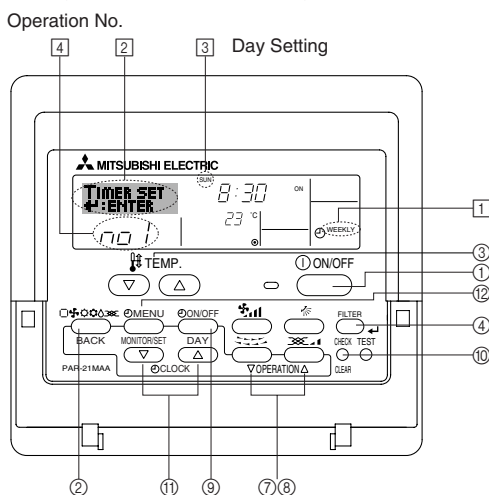 Operation No.
4 2 3 Day Setting
MITSUBISHI ELECTRIC
SUN
TIMER SET
↵:ENTER
8:30 ON
23 °C
no 1
WEEKLY
1
TEMP. ON/OFF
③
①
⑫
MENU ON/OFF FILTER
④
BACK MONITOR/SET DAY CHECK TEST
⑩
PAR-21MAA CLOCK ▽OPERATION△ CLEAR
② ⑪ ⑨ ⑦⑧